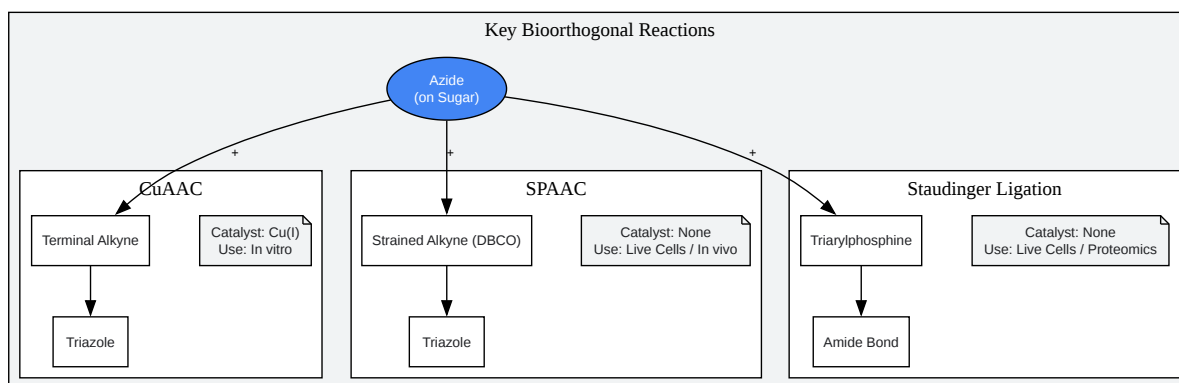 Key Bioorthogonal Reactions
Azide
(on Sugar)
+
+
+
CuAAC
Terminal Alkyne
Catalyst: Cu(I)
Use: In vitro
Triazole
SPAAC
Strained Alkyne (DBCO)
Catalyst: None
Use: Live Cells / In vivo
Triazole
Staudinger Ligation
Triarylphosphine
Catalyst: None
Use: Live Cells / Proteomics
Amide Bond